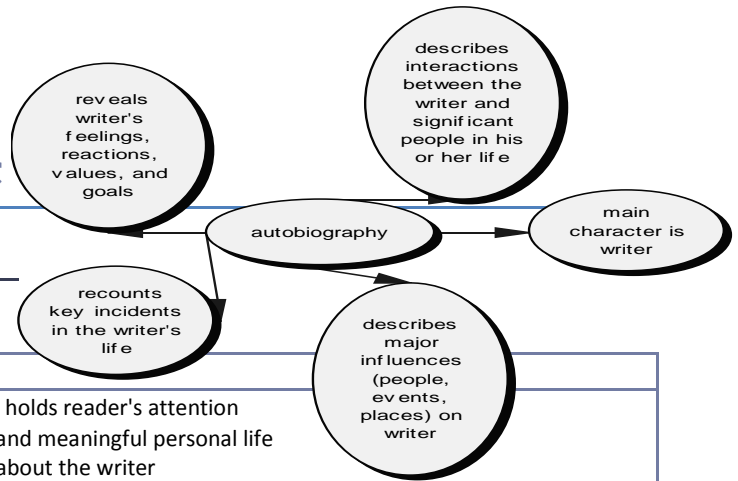 describes
interactions
between the
writer and
significant
people in his
or her life
reveals
writer's
feelings,
reactions,
values, and
goals
autobiography
main
character is
writer
recounts
key incidents
in the writer's
life
describes
major
influences
(people,
events,
places) on
writer
holds reader's attention
and meaningful personal life
about the writer